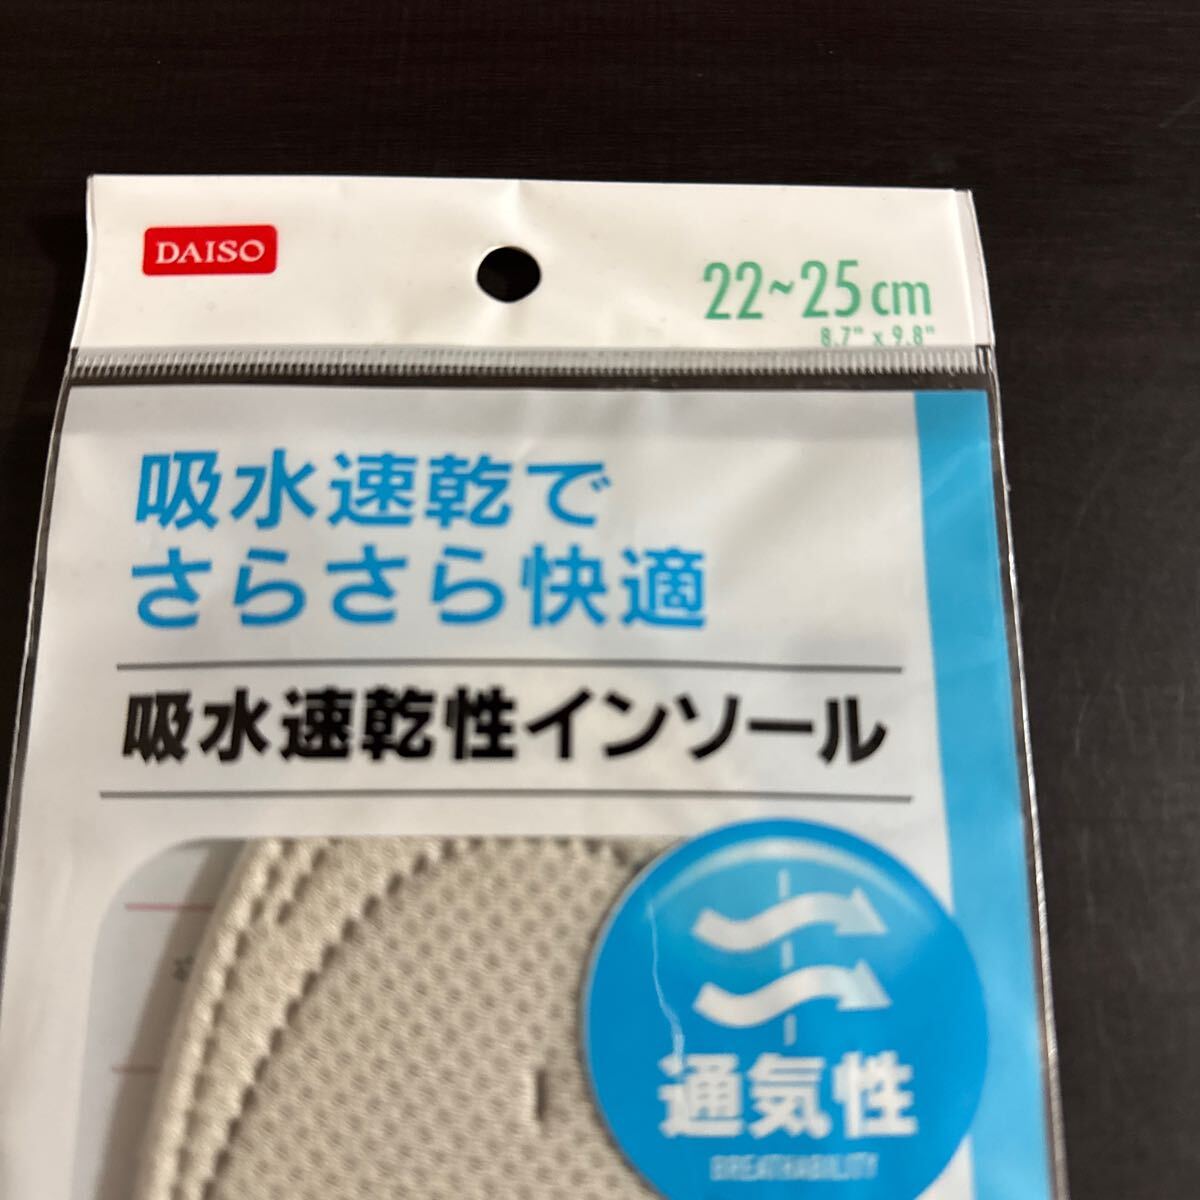 DAISO
22~25cm
8.7" x 9.8"
吸水速乾で
さらさら快適
吸水速乾性インソール
通気性
BREATHABILITY